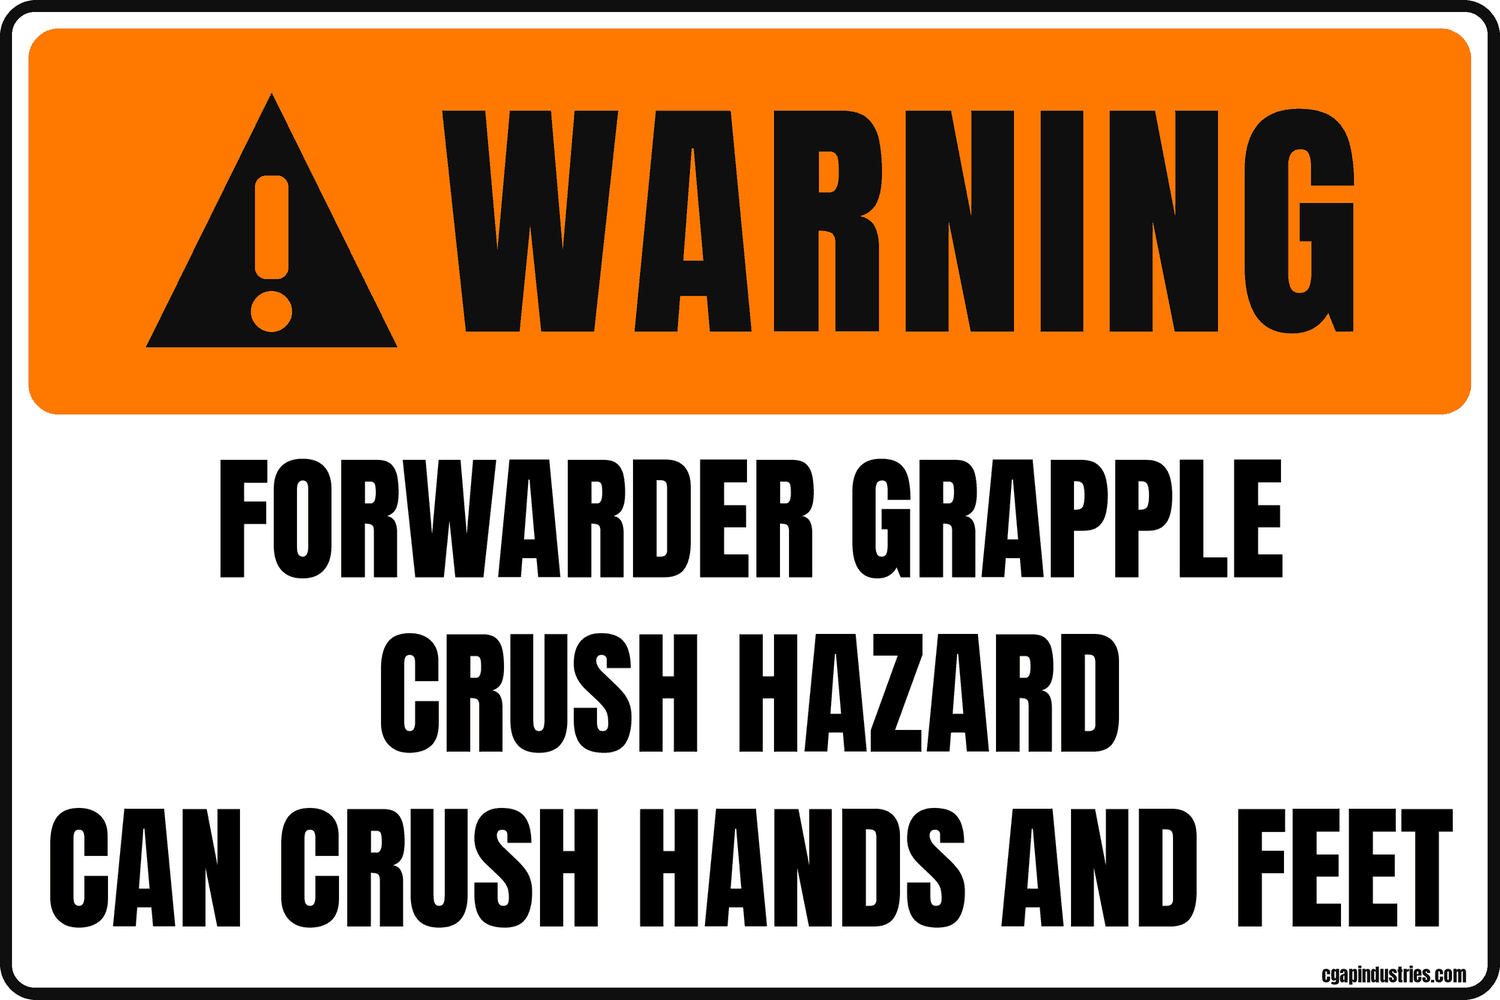 WARNING
FORWARDER GRAPPLE
CRUSH HAZARD
CAN CRUSH HANDS AND FEET
cgapindustries.com